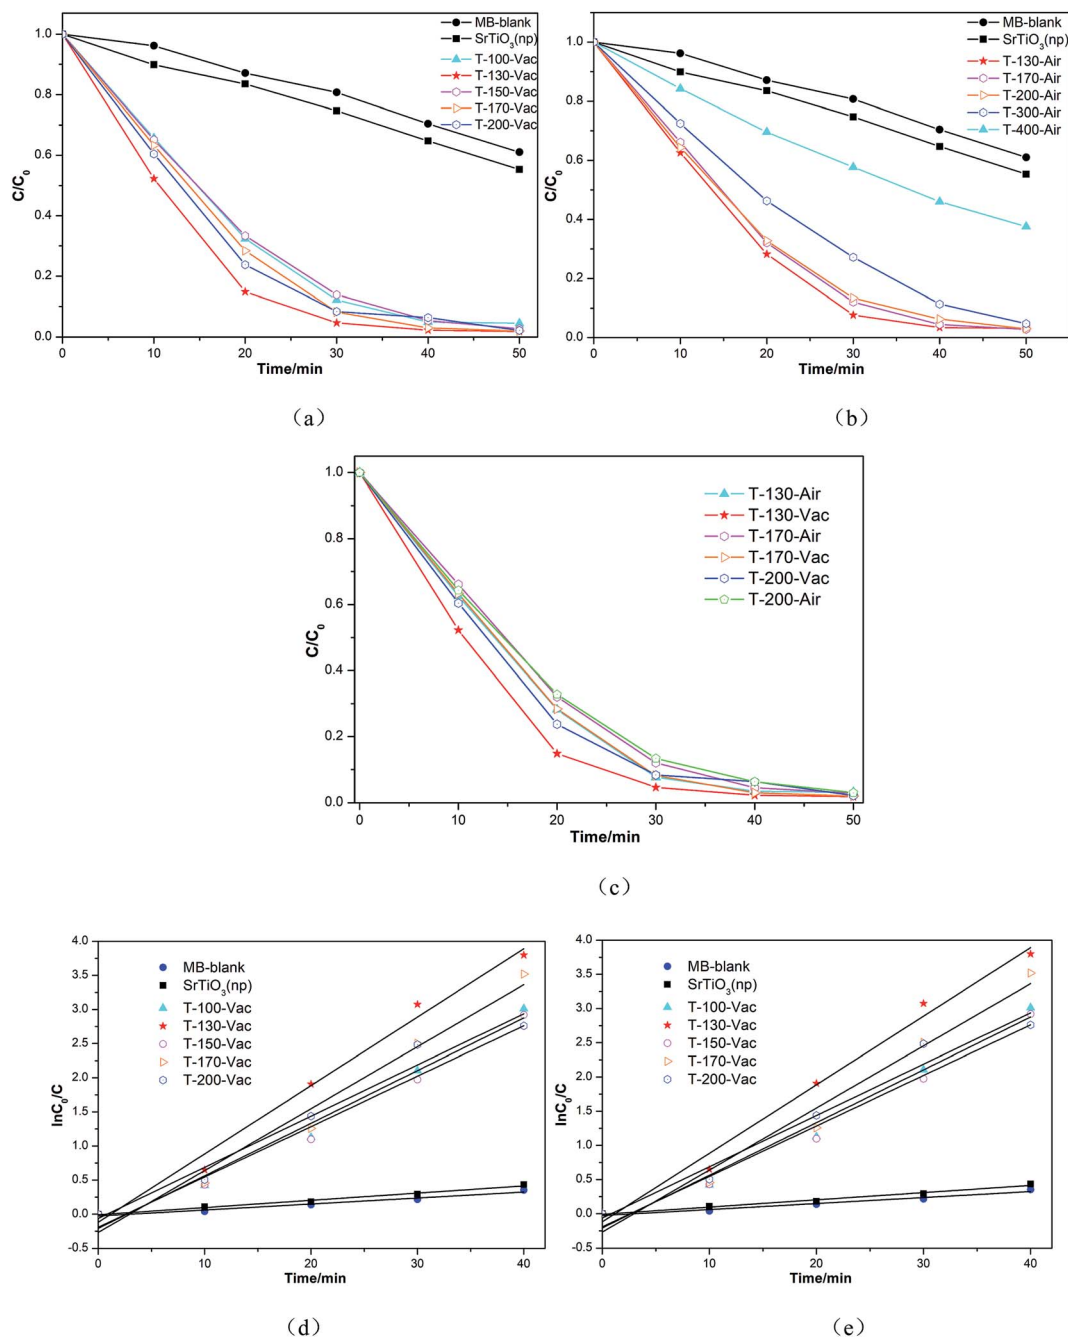 MB-blank
SrTiO₃(np)
T-100-Vac
T-130-Vac
T-150-Vac
T-170-Vac
T-200-Vac
1.0
0.8
0.6
0.4
0.2
0.0
C/C₀
0 10 20 30 40 50
Time/min
（a）
MB-blank
SrTiO₃(np)
T-130-Air
T-170-Air
T-200-Air
T-300-Air
T-400-Air
1.0
0.8
0.6
0.4
0.2
0.0
C/C₀
0 10 20 30 40 50
Time/min
（b）
T-130-Air
T-130-Vac
T-170-Air
T-170-Vac
T-200-Vac
T-200-Air
1.0
0.8
0.6
0.4
0.2
0.0
C/C₀
0 10 20 30 40 50
Time/min
（c）
MB-blank
SrTiO₃(np)
T-100-Vac
T-130-Vac
T-150-Vac
T-170-Vac
T-200-Vac
4.0
3.5
3.0
2.5
2.0
1.5
1.0
0.5
0.0
-0.5
lnC₀/C
0 10 20 30 40
Time/min
（d）
MB-blank
SrTiO₃(np)
T-100-Vac
T-130-Vac
T-150-Vac
T-170-Vac
T-200-Vac
4.0
3.5
3.0
2.5
2.0
1.5
1.0
0.5
0.0
-0.5
lnC₀/C
0 10 20 30 40
Time/min
（e）